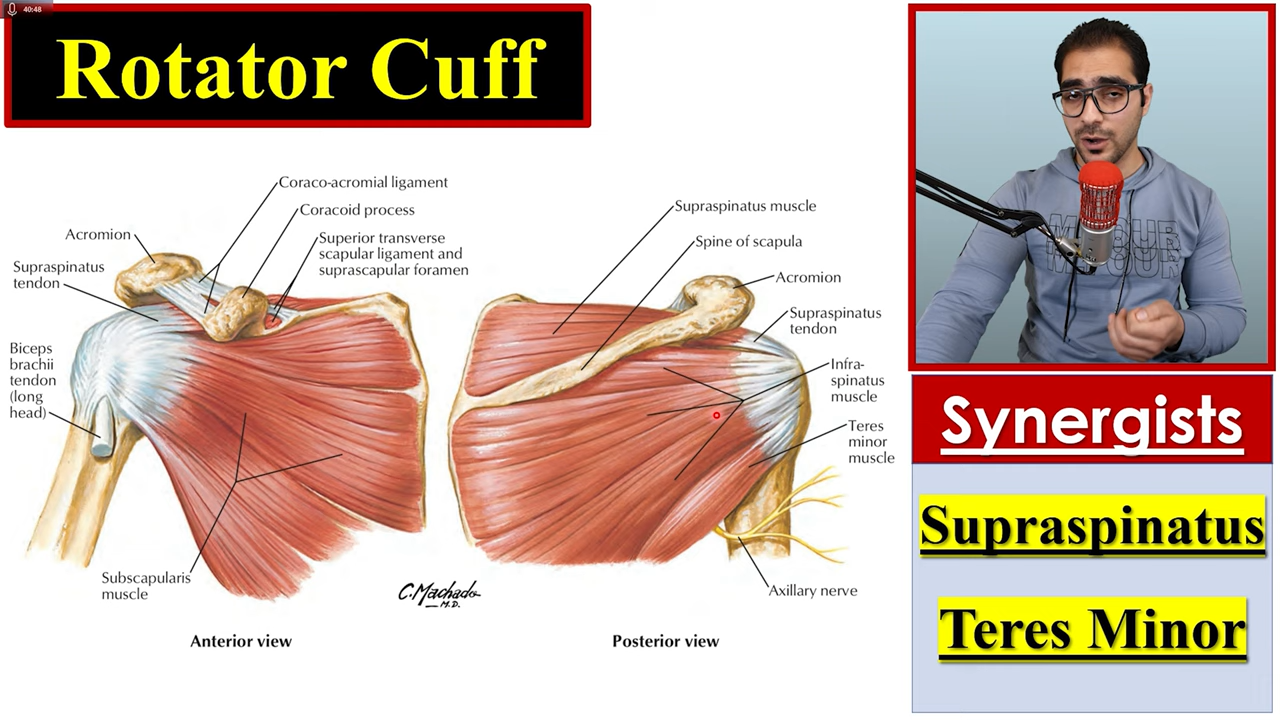 40:48
Rotator Cuff
Coraco-acromial ligament
Coracoid process
Superior transverse
scapular ligament and
suprascapular foramen
Acromion
Supraspinatus
tendon
Biceps
brachii
tendon
(long
head)
Subscapularis
muscle
Anterior view
C.Machado
M.D.
Supraspinatus muscle
Spine of scapula
Acromion
Supraspinatus
tendon
Infra-
spinatus
muscle
Teres
minor
muscle
Axillary nerve
Posterior view
Synergists
Supraspinatus
Teres Minor